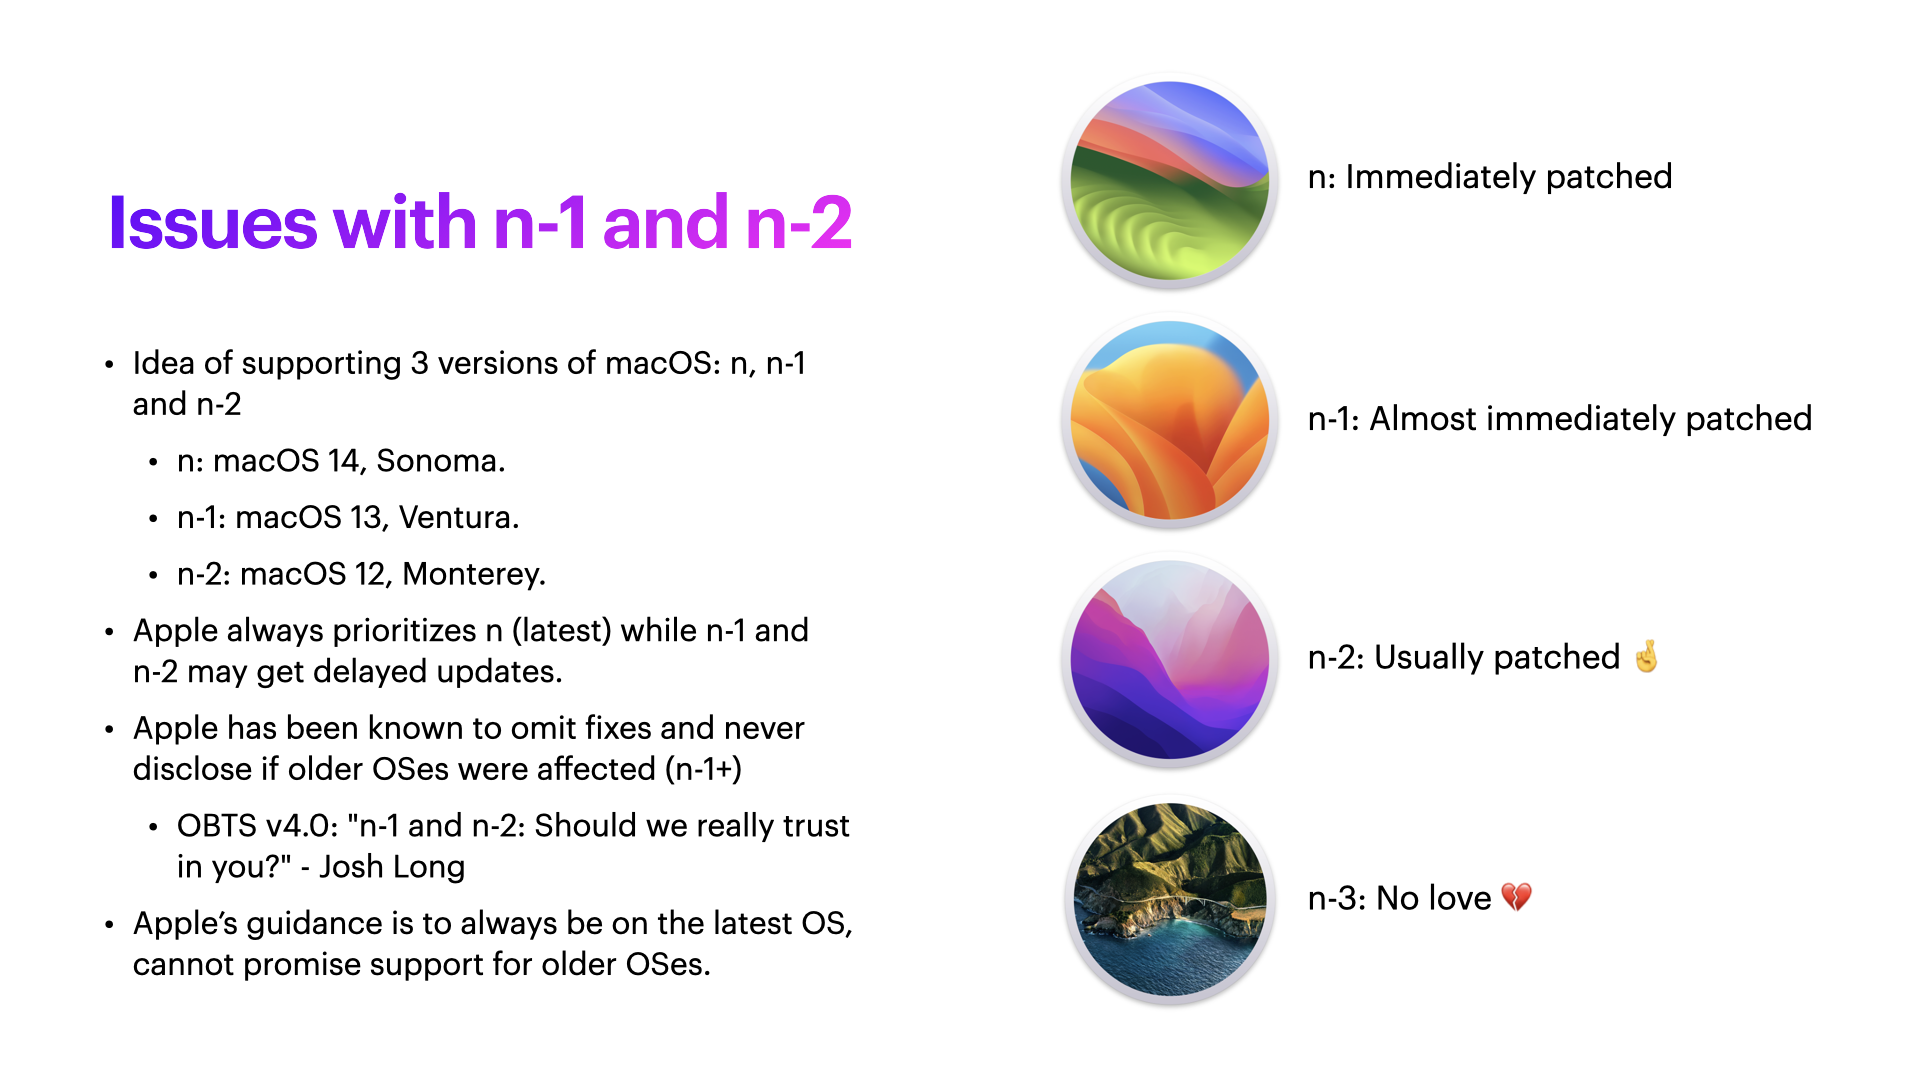 Issues with n-1 and n-2
• Idea of supporting 3 versions of macOS: n, n-1
and n-2
• n: macOS 14, Sonoma.
• n-1: macOS 13, Ventura.
• n-2: macOS 12, Monterey.
• Apple always prioritizes n (latest) while n-1 and
n-2 may get delayed updates.
• Apple has been known to omit fixes and never
disclose if older OSes were affected (n-1+)
• OBTS v4.0: "n-1 and n-2: Should we really trust
in you?" - Josh Long
• Apple’s guidance is to always be on the latest OS,
cannot promise support for older OSes.
n: Immediately patched
n-1: Almost immediately patched
n-2: Usually patched 🤞
n-3: No love 💔